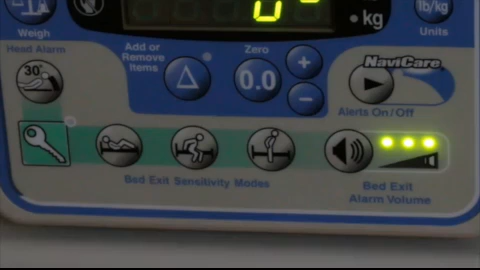 lb/kg
0
kg
Weigh
Units
Head Alarm
Add or
Remove
Items
Zero
NaviCare
30°
0.0
Alerts On/Off
Bed Exit Sensitivity Modes
Bed Exit
Alarm Volume